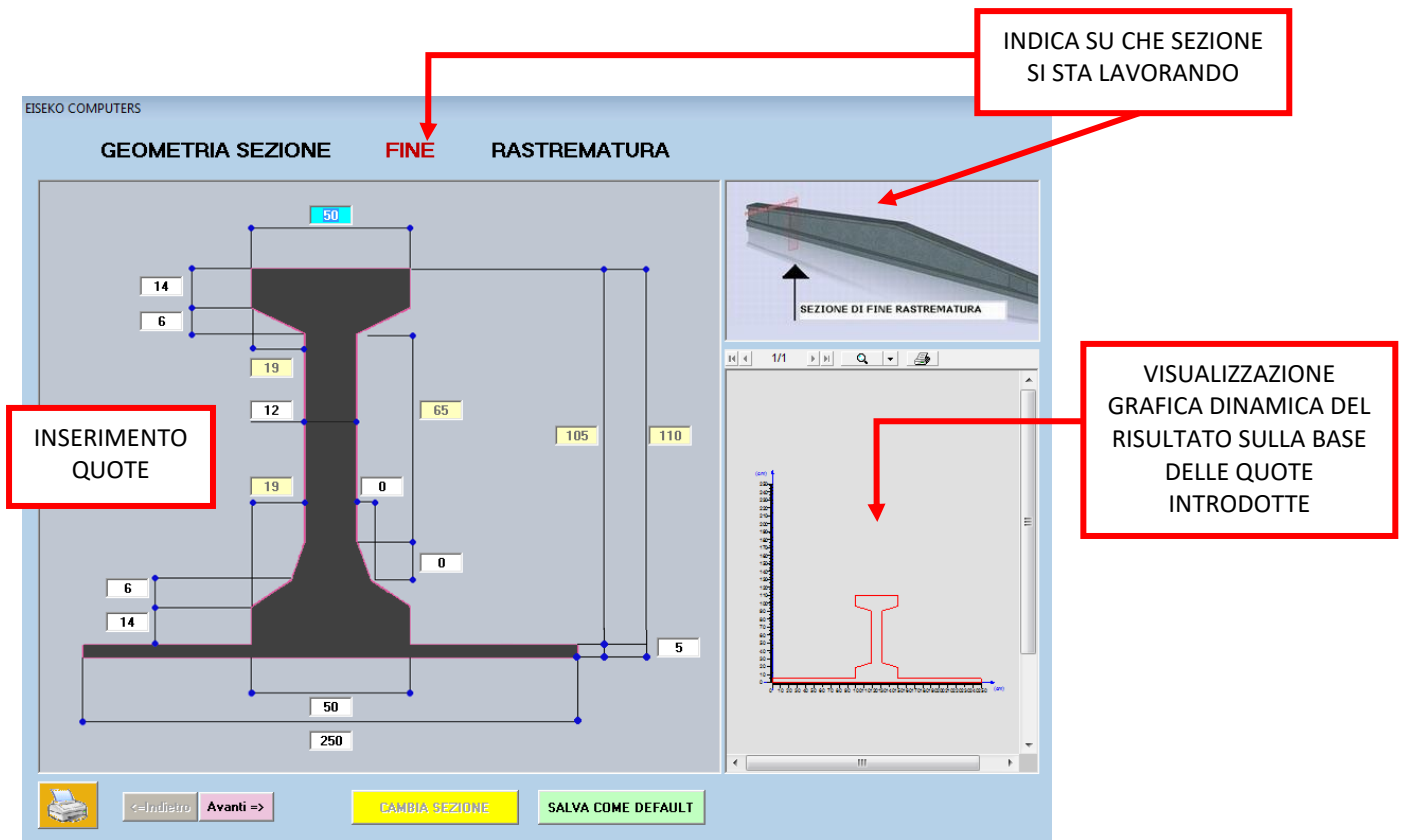 INDICA SU CHE SEZIONE
SI STA LAVORANDO
EISEKO COMPUTERS
GEOMETRIA SEZIONE FINE RASTREMATURA
50
14
6
19
12
65
105
110
19
0
0
6
14
5
50
250
INSERIMENTO
QUOTE
SEZIONE DI FINE RASTREMATURA
1/1
VISUALIZZAZIONE
GRAFICA DINAMICA DEL
RISULTATO SULLA BASE
DELLE QUOTE
INTRODOTTE
(cm)
(cm)
<=Indietro
Avanti =>
CAMBIA SEZIONE
SALVA COME DEFAULT